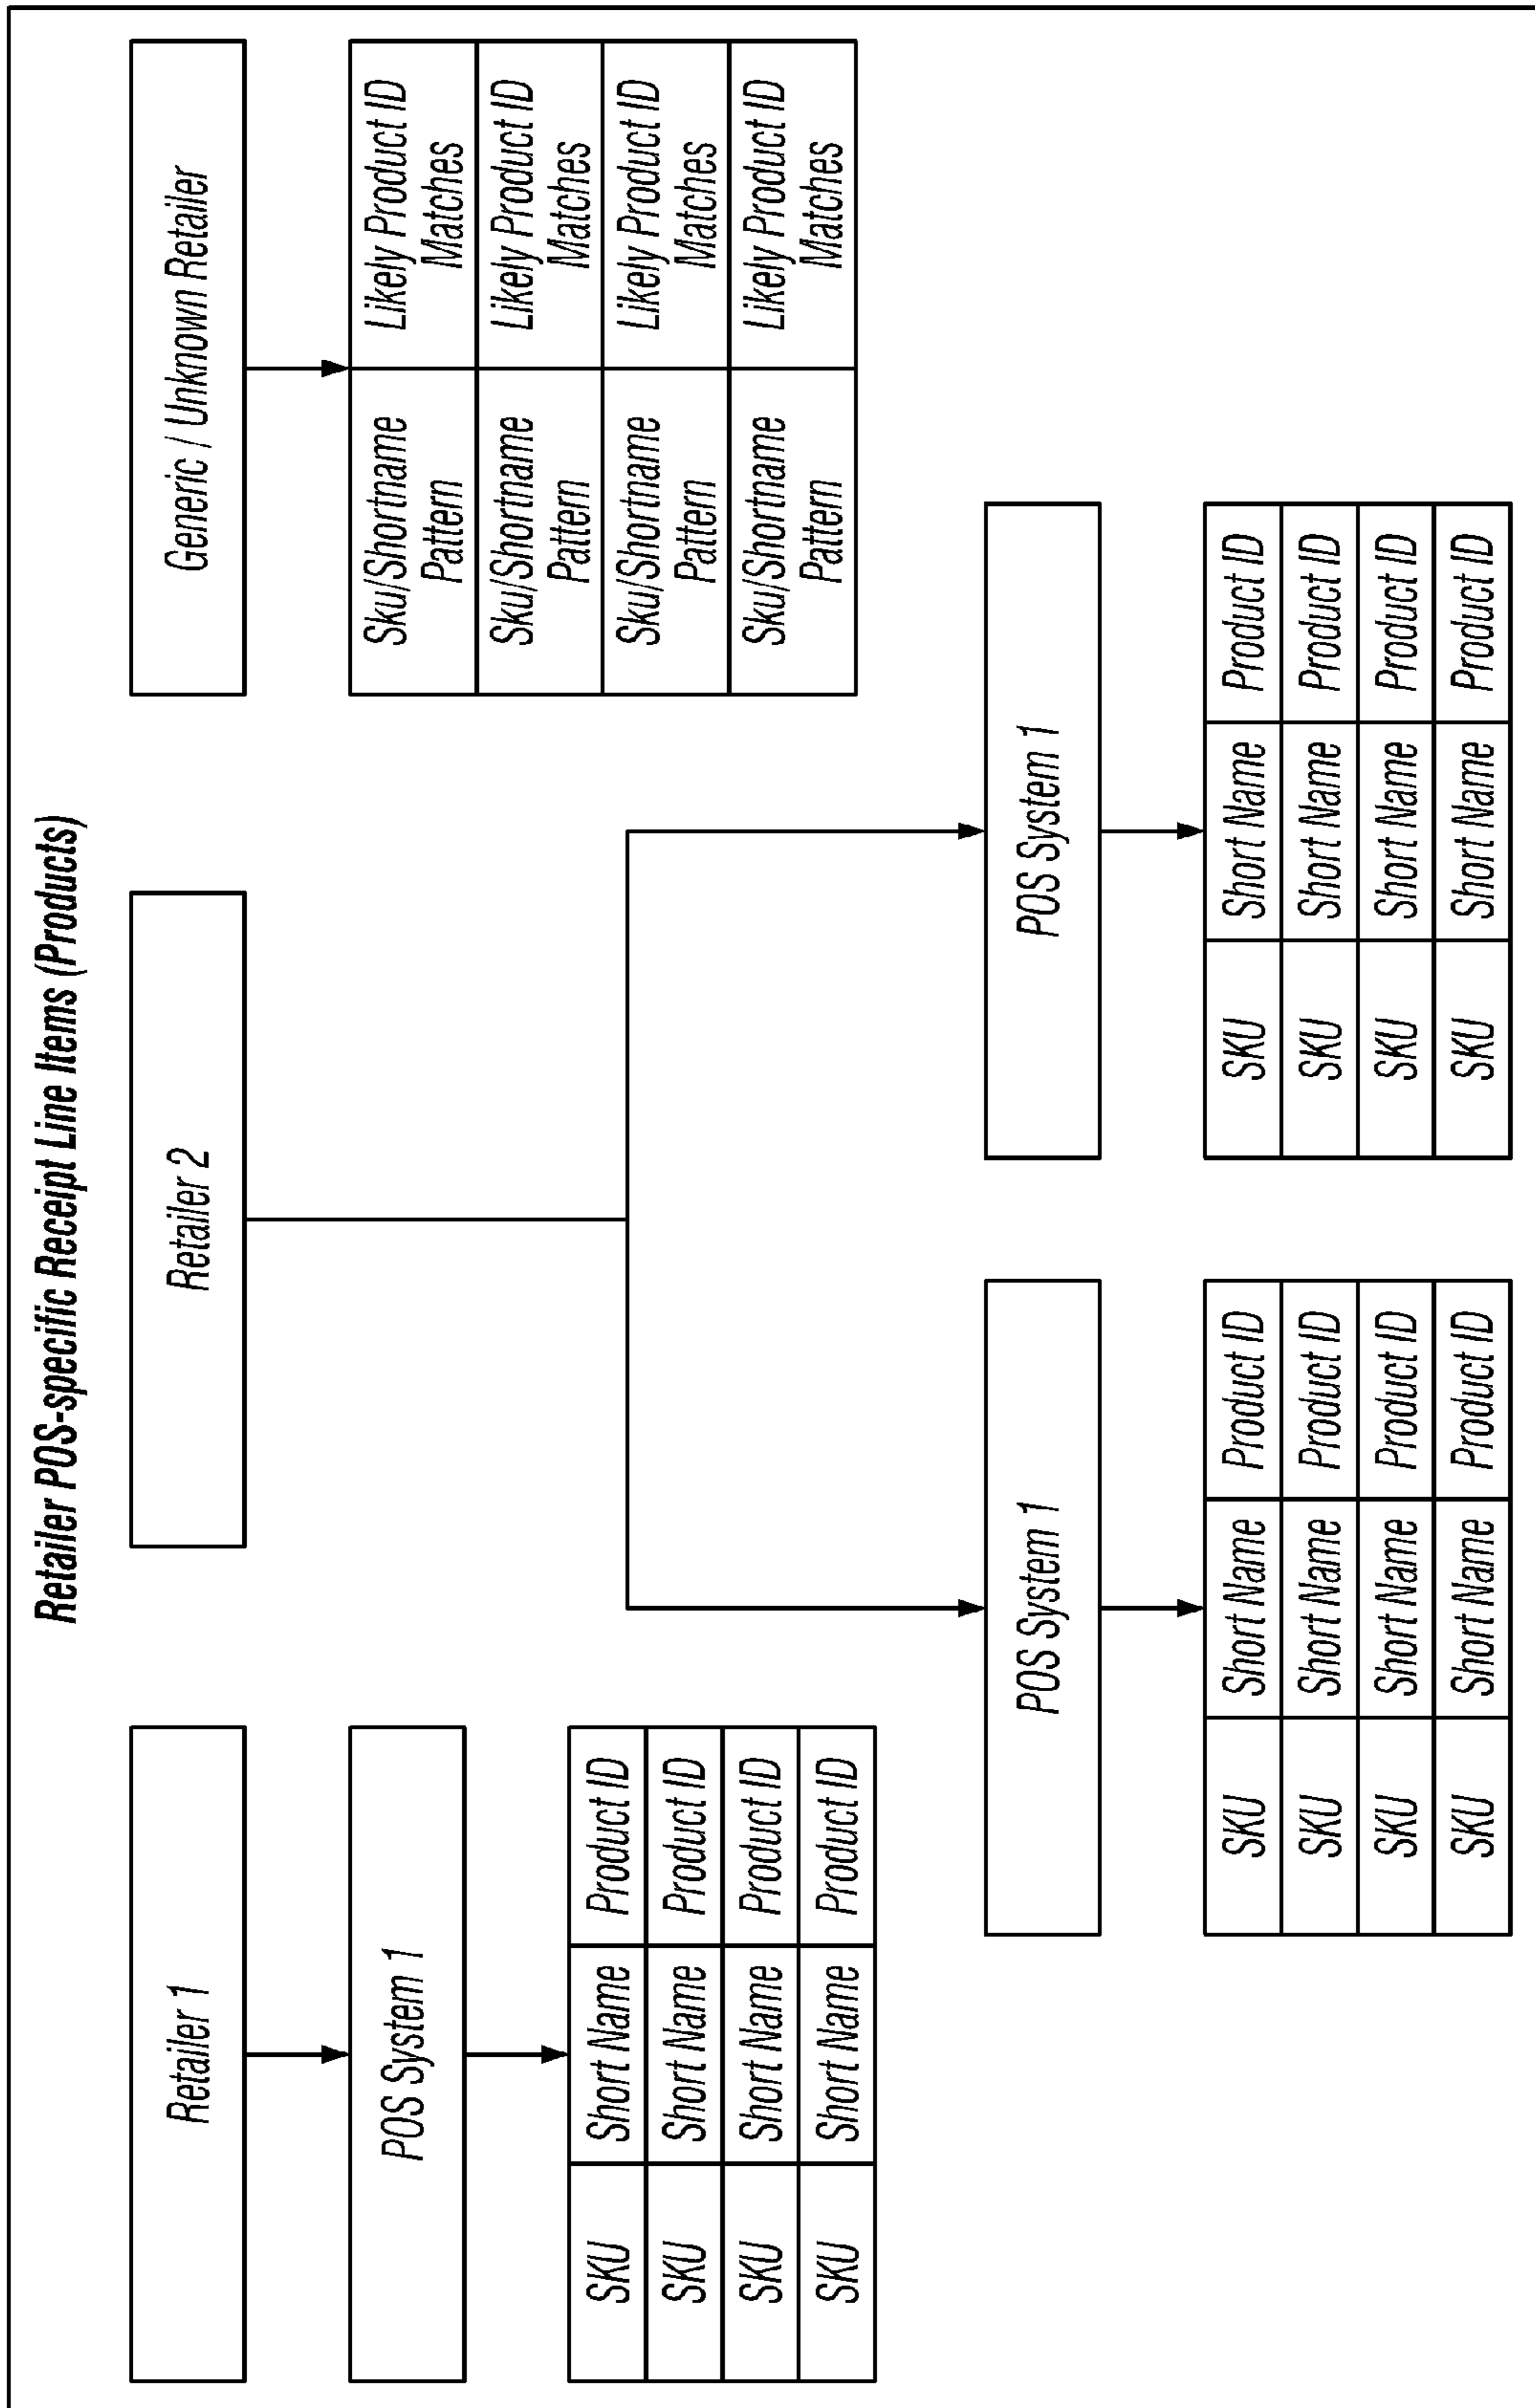 Retailer POS-specific Receipt Line Items (Products)
Retailer 1
POS System 1
SKU Short Name Product ID
SKU Short Name Product ID
SKU Short Name Product ID
SKU Short Name Product ID
Retailer 2
POS System 1
SKU Short Name Product ID
SKU Short Name Product ID
SKU Short Name Product ID
SKU Short Name Product ID
POS System 1
SKU Short Name Product ID
SKU Short Name Product ID
SKU Short Name Product ID
SKU Short Name Product ID
Generic / Unknown Retailer
Sku/Shortname
Pattern
Likely Product ID
Matches
Sku/Shortname
Pattern
Likely Product ID
Matches
Sku/Shortname
Pattern
Likely Product ID
Matches
Sku/Shortname
Pattern
Likely Product ID
Matches